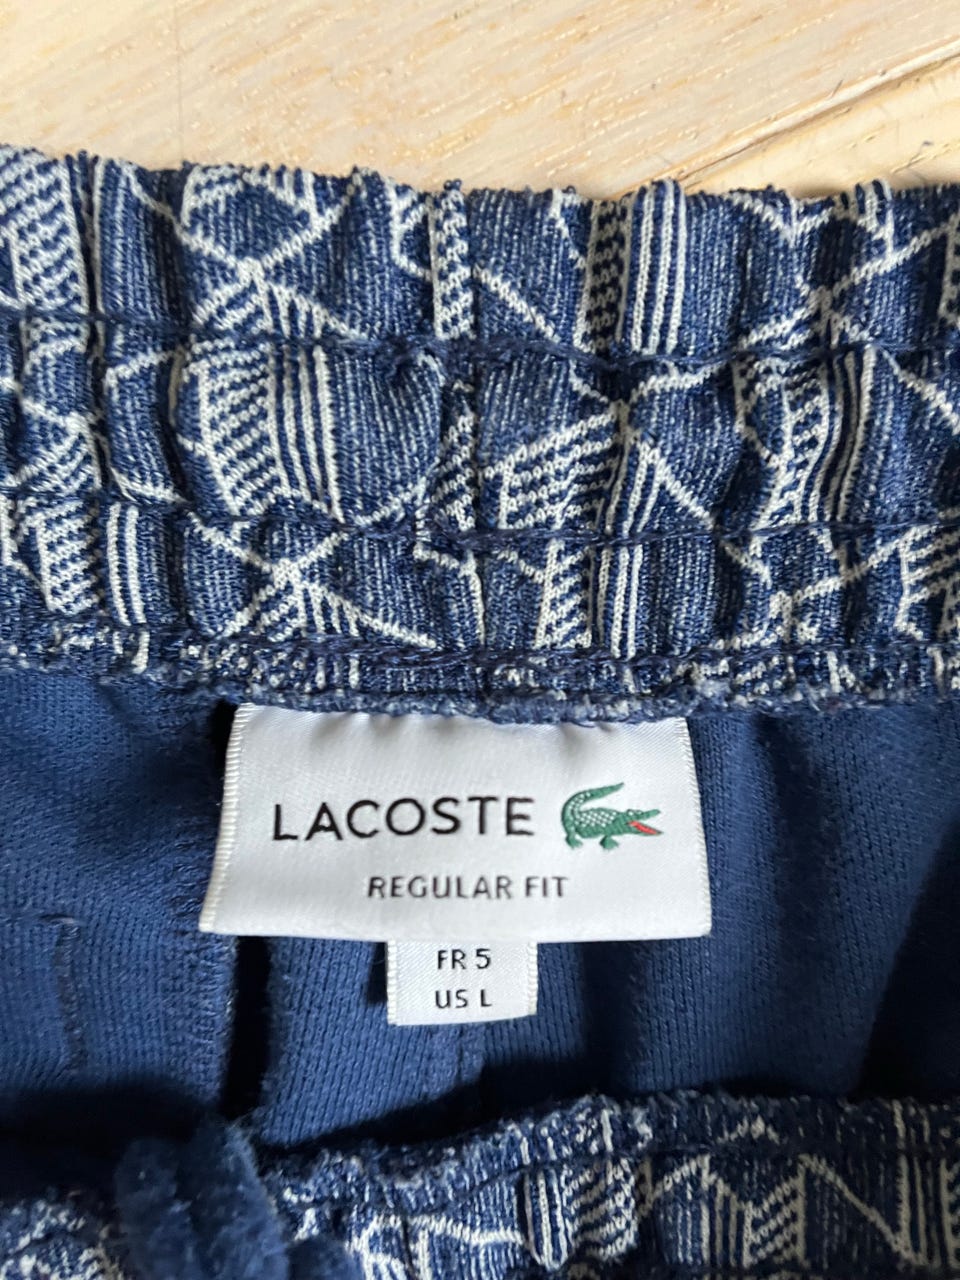 LACOSTE
REGULAR FIT
FR 5
US L